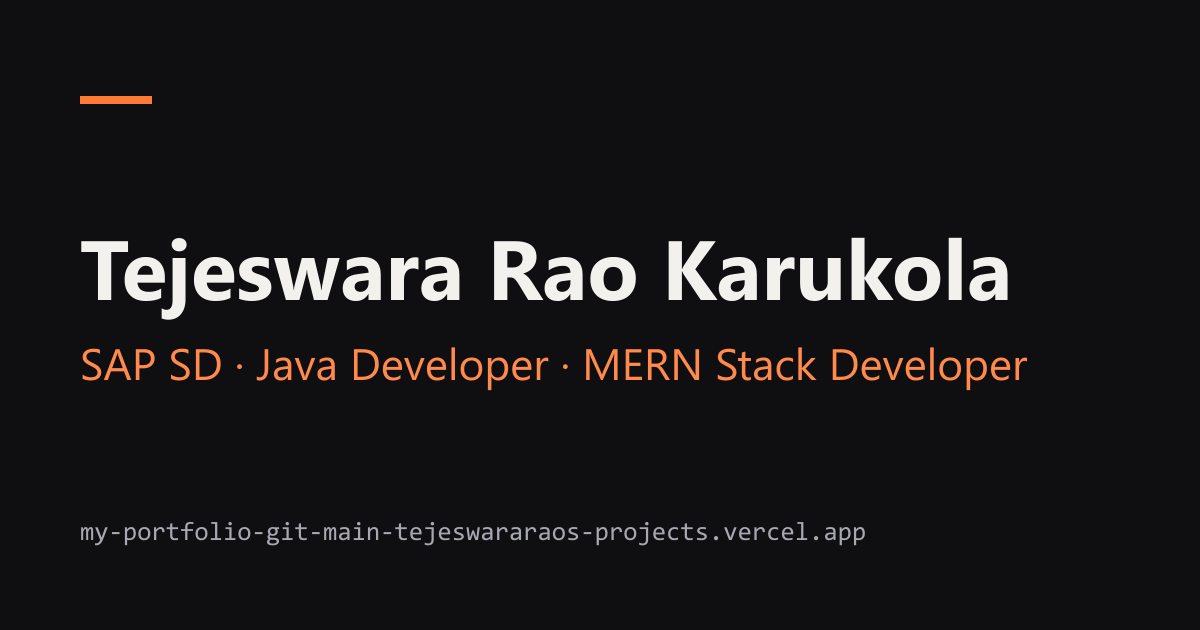 Tejeswara Rao Karukola
SAP SD · Java Developer · MERN Stack Developer
my-portfolio-git-main-tejeswararaos-projects.vercel.app